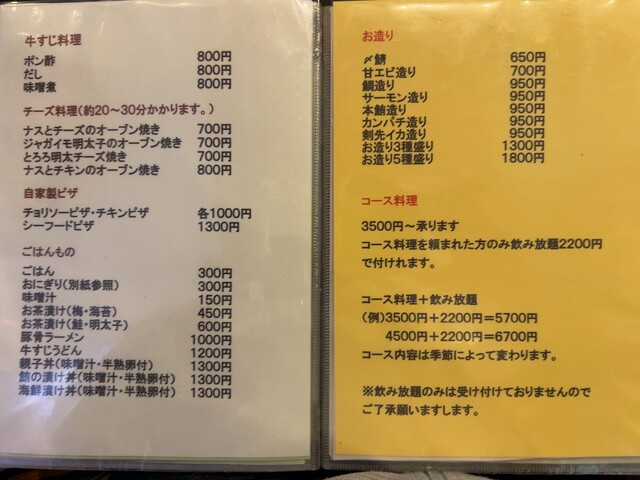 牛すじ料理
ポン酢 800円
だし 800円
味噌煮 800円
チーズ料理(約20～30分かかります。)
ナスとチーズのオーブン焼き 700円
ジャガイモ明太子のオーブン焼き 700円
とろろ明太チーズ焼き 700円
ナスとチキンのオーブン焼き 800円
自家製ピザ
チョリソーピザ・チキンピザ 各1000円
シーフードピザ 1300円
ごはんもの
ごはん 300円
おにぎり(別紙参照) 300円
味噌汁 150円
お茶漬け(梅・海苔) 450円
お茶漬け(鮭・明太子) 600円
豚骨ラーメン 1000円
牛すじうどん 1200円
親子丼(味噌汁・半熟卵付) 1300円
鮪の漬け丼(味噌汁・半熟卵付) 1300円
海鮮漬け丼(味噌汁・半熟卵付) 1300円
お造り
〆鯖 650円
甘エビ造り 700円
鯛造り 950円
サーモン造り 950円
本鮪造り 950円
カンパチ造り 950円
剣先イカ造り 950円
お造り3種盛り 1300円
お造り5種盛り 1800円
コース料理
3500円～承ります
コース料理を頼まれた方のみ飲み放題2200円
で付けれます。
コース料理＋飲み放題
(例)3500円＋2200円＝5700円
4500円＋2200円＝6700円
コース内容は季節によって変わります。
※飲み放題のみは受け付けておりませんので
ご了承願いますします。